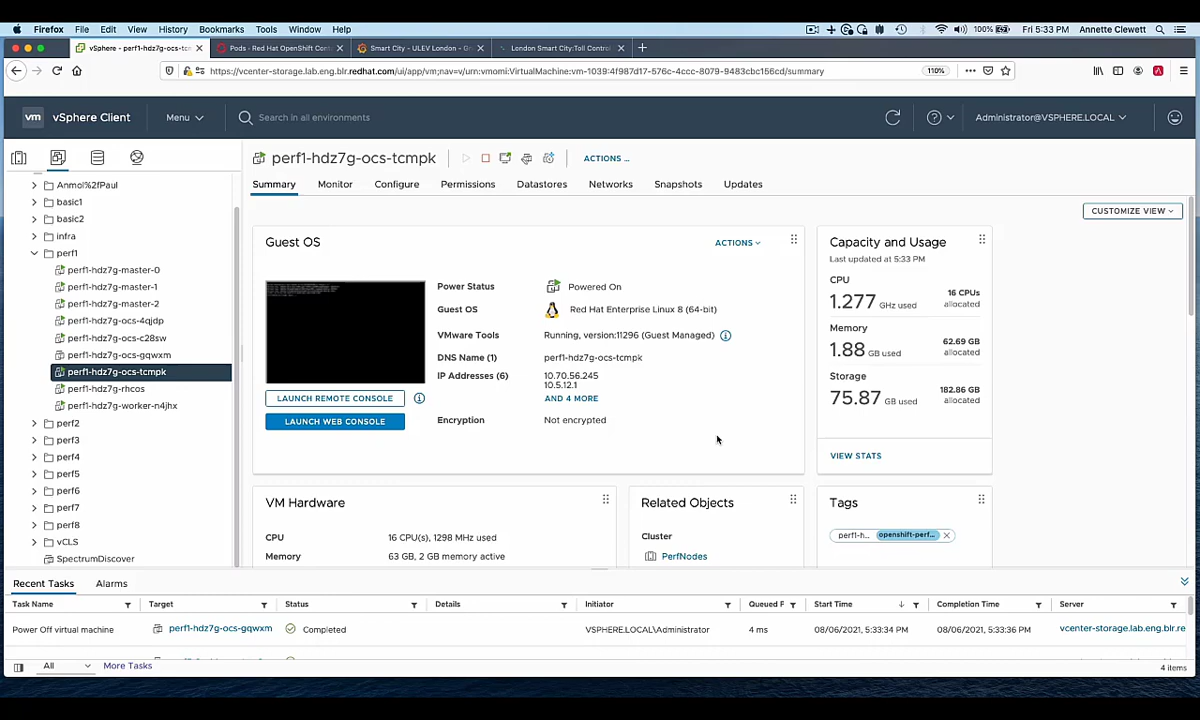 Firefox File Edit View History Bookmarks Tools Window Help 100% Fri 5:33 PM Annette Clewett
vSphere - perf1-hdz7g-ocs-tcm
Pods - Red Hat OpenShift Cont
Smart City - ULEV London - G
London Smart City:Toll Control
https://vcenter-storage.lab.eng.blr.redhat.com/ui/app/vm;nav=v/urn:vmomi:VirtualMachine:vm-1039:4f987d17-576c-4ccc-8079-9483cbc156cd/summary 110%
vm vSphere Client Menu Search in all environments Administrator@VSPHERE.LOCAL
perf1-hdz7g-ocs-tcmpk ACTIONS
Summary Monitor Configure Permissions Datastores Networks Snapshots Updates
CUSTOMIZE VIEW
Anmol%2fPaul
basic1
basic2
infra
perf1
perf1-hdz7g-master-0
perf1-hdz7g-master-1
perf1-hdz7g-master-2
perf1-hdz7g-ocs-4qjdp
perf1-hdz7g-ocs-c28sw
perf1-hdz7g-ocs-gqwxm
perf1-hdz7g-ocs-tcmpk
perf1-hdz7g-rhcos
perf1-hdz7g-worker-n4jhx
perf2
perf3
perf4
perf5
perf6
perf7
perf8
vCLS
SpectrumDiscover
Guest OS ACTIONS
Power Status Powered On
Guest OS Red Hat Enterprise Linux 8 (64-bit)
VMware Tools Running, version:11296 (Guest Managed)
DNS Name (1) perf1-hdz7g-ocs-tcmpk
IP Addresses (6) 10.70.56.245
10.5.12.1
AND 4 MORE
Encryption Not encrypted
LAUNCH REMOTE CONSOLE
LAUNCH WEB CONSOLE
Capacity and Usage
Last updated at 5:33 PM
CPU
1.277 GHz used 16 CPUs allocated
Memory
1.88 GB used 62.69 GB allocated
Storage
75.87 GB used 182.86 GB allocated
VIEW STATS
VM Hardware
CPU 16 CPU(s), 1298 MHz used
Memory 63 GB, 2 GB memory active
Related Objects
Cluster
PerfNodes
Tags
perf1-h... openshift-perf...
Recent Tasks Alarms
Task Name Target Status Details Initiator Queued F Start Time Completion Time Server
Power Off virtual machine perf1-hdz7g-ocs-gqwxm Completed VSPHERE.LOCAL\Administrator 4 ms 08/06/2021, 5:33:34 PM 08/06/2021, 5:33:36 PM vcenter-storage.lab.eng.blr.re
All More Tasks 4 items